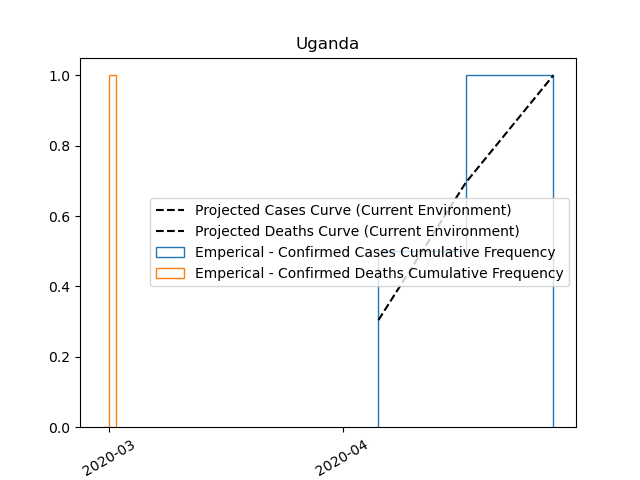 Uganda
1.0
0.8
0.6
0.4
0.2
0.0
Projected Cases Curve (Current Environment)
Projected Deaths Curve (Current Environment)
Emperical - Confirmed Cases Cumulative Frequency
Emperical - Confirmed Deaths Cumulative Frequency
2020-03
2020-04